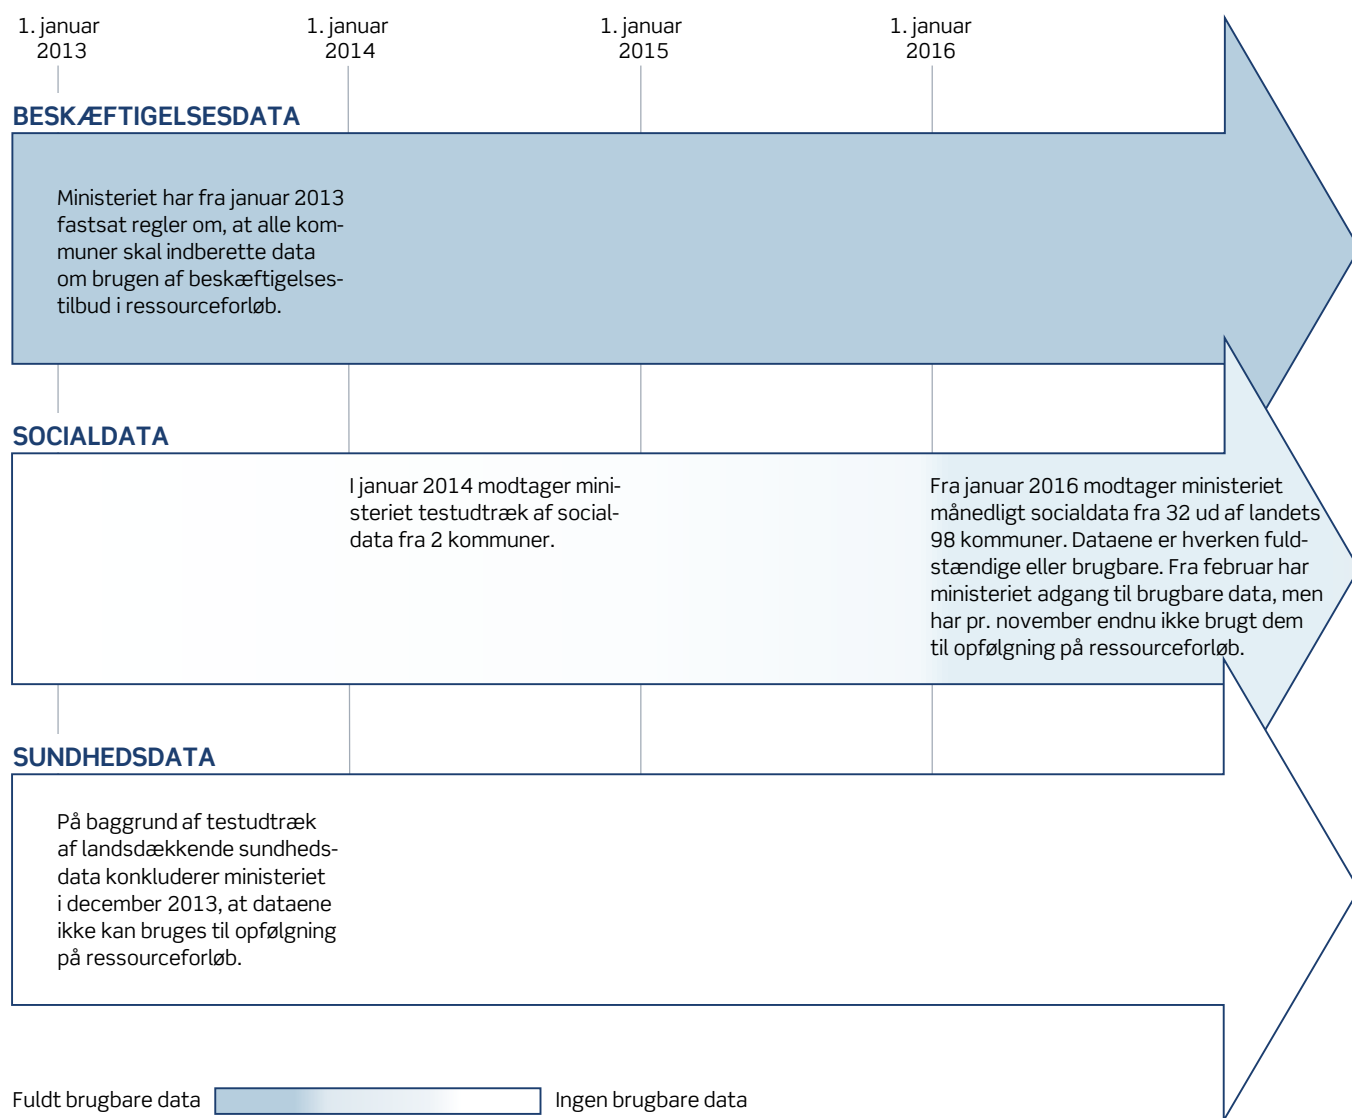 1. januar
2013
1. januar
2014
1. januar
2015
1. januar
2016
BESKÆFTIGELSESDATA
Ministeriet har fra januar 2013
fastsat regler om, at alle kom-
muner skal indberette data
om brugen af beskæftigelses-
tilbud i ressourceforløb.
SOCIALDATA
I januar 2014 modtager mini-
steriet testudtræk af social-
data fra 2 kommuner.
Fra januar 2016 modtager ministeriet
månedligt socialdata fra 32 ud af landets
98 kommuner. Dataene er hverken fuld-
stændige eller brugbare. Fra februar har
ministeriet adgang til brugbare data, men
har pr. november endnu ikke brugt dem
til opfølgning på ressourceforløb.
SUNDHEDSDATA
På baggrund af testudtræk
af landsdækkende sundheds-
data konkluderer ministeriet
i december 2013, at dataene
ikke kan bruges til opfølgning
på ressourceforløb.
Fuldt brugbare data
Ingen brugbare data